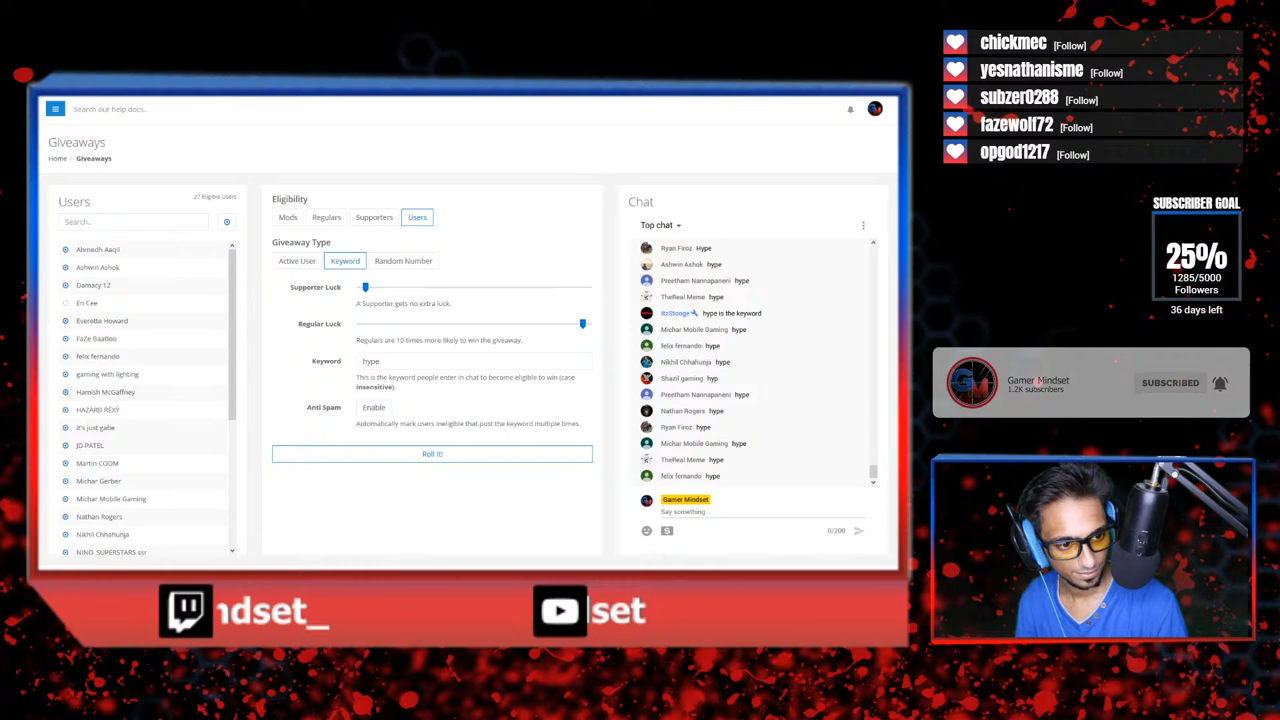 Search our help docs..
Giveaways
Home / Giveaways
Users
27 Eligible Users
Search..
Ahmedh Aaqil
Ashwin Ashok
Damacy 12
En Cee
Everette Howard
FaZe BaaBoo
felix fernando
gaming with lighting
Hamish McGaffney
HAZÀRD RËXÝ
it's just gabe
JD PATEL
Martin CODM
Michar Gerber
Michar Mobile Gaming
Nathan Rogers
Nikhil Chhahunja
NINO SUPERSTARS ssr
Eligibility
Mods Regulars Supporters Users
Giveaway Type
Active User Keyword Random Number
Supporter Luck
A Supporter gets no extra luck.
Regular Luck
Regulars are 10 times more likely to win the giveaway.
Keyword hype
This is the keyword people enter in chat to become eligible to win (case
insensitive).
Anti Spam Enable
Automatically mark users ineligible that post the keyword multiple times.
Roll It!
Chat
Top chat
Ryan Firoz Hype
Ashwin Ashok hype
Preetham Nannapaneni hype
TheReal Meme hype
ItzStooge hype is the keyword
Michar Mobile Gaming hype
felix fernando hype
Nikhil Chhahunja hype
Shazil gaming hyp
Preetham Nannapaneni hype
Nathan Rogers hype
Ryan Firoz hype
Michar Mobile Gaming hype
TheReal Meme hype
felix fernando hype
Gamer Mindset
Say something...
0/200
chickmec [Follow]
yesnathanisme [Follow]
subzer0288 [Follow]
fazewolf72 [Follow]
opgod1217 [Follow]
SUBSCRIBER GOAL
25%
1285/5000
Followers
36 days left
GM
Gamer Mindset
1.2K subscribers
SUBSCRIBED
ndset_
lset